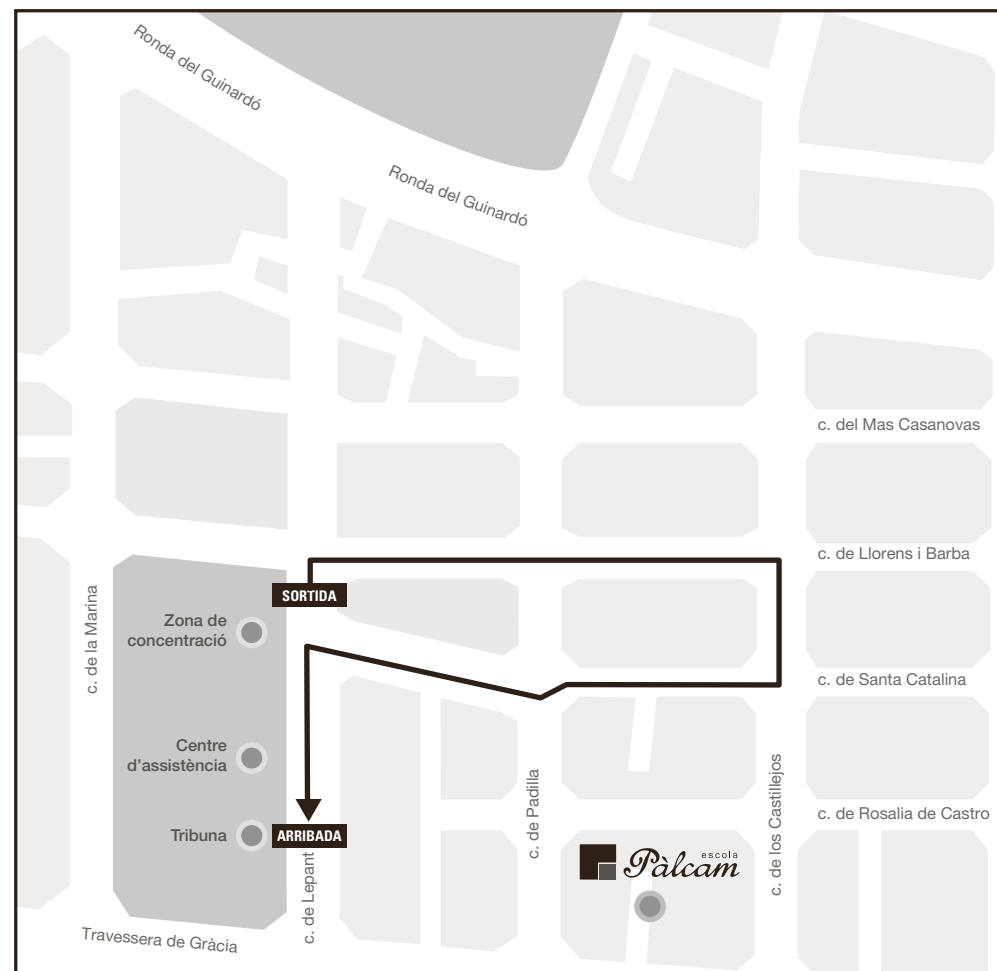 Ronda del Guinardó
Ronda del Guinardó
c. del Mas Casanovas
c. de Llorens i Barba
SORTIDA
c. de la Marina
Zona de
concentració
c. de Santa Catalina
Centre
d'assistència
c. de Padilla
c. de los Castillejos
c. de Rosalia de Castro
Tribuna
ARRIBADA
c. de Lepant
escola
Pàlcam
Travessera de Gràcia